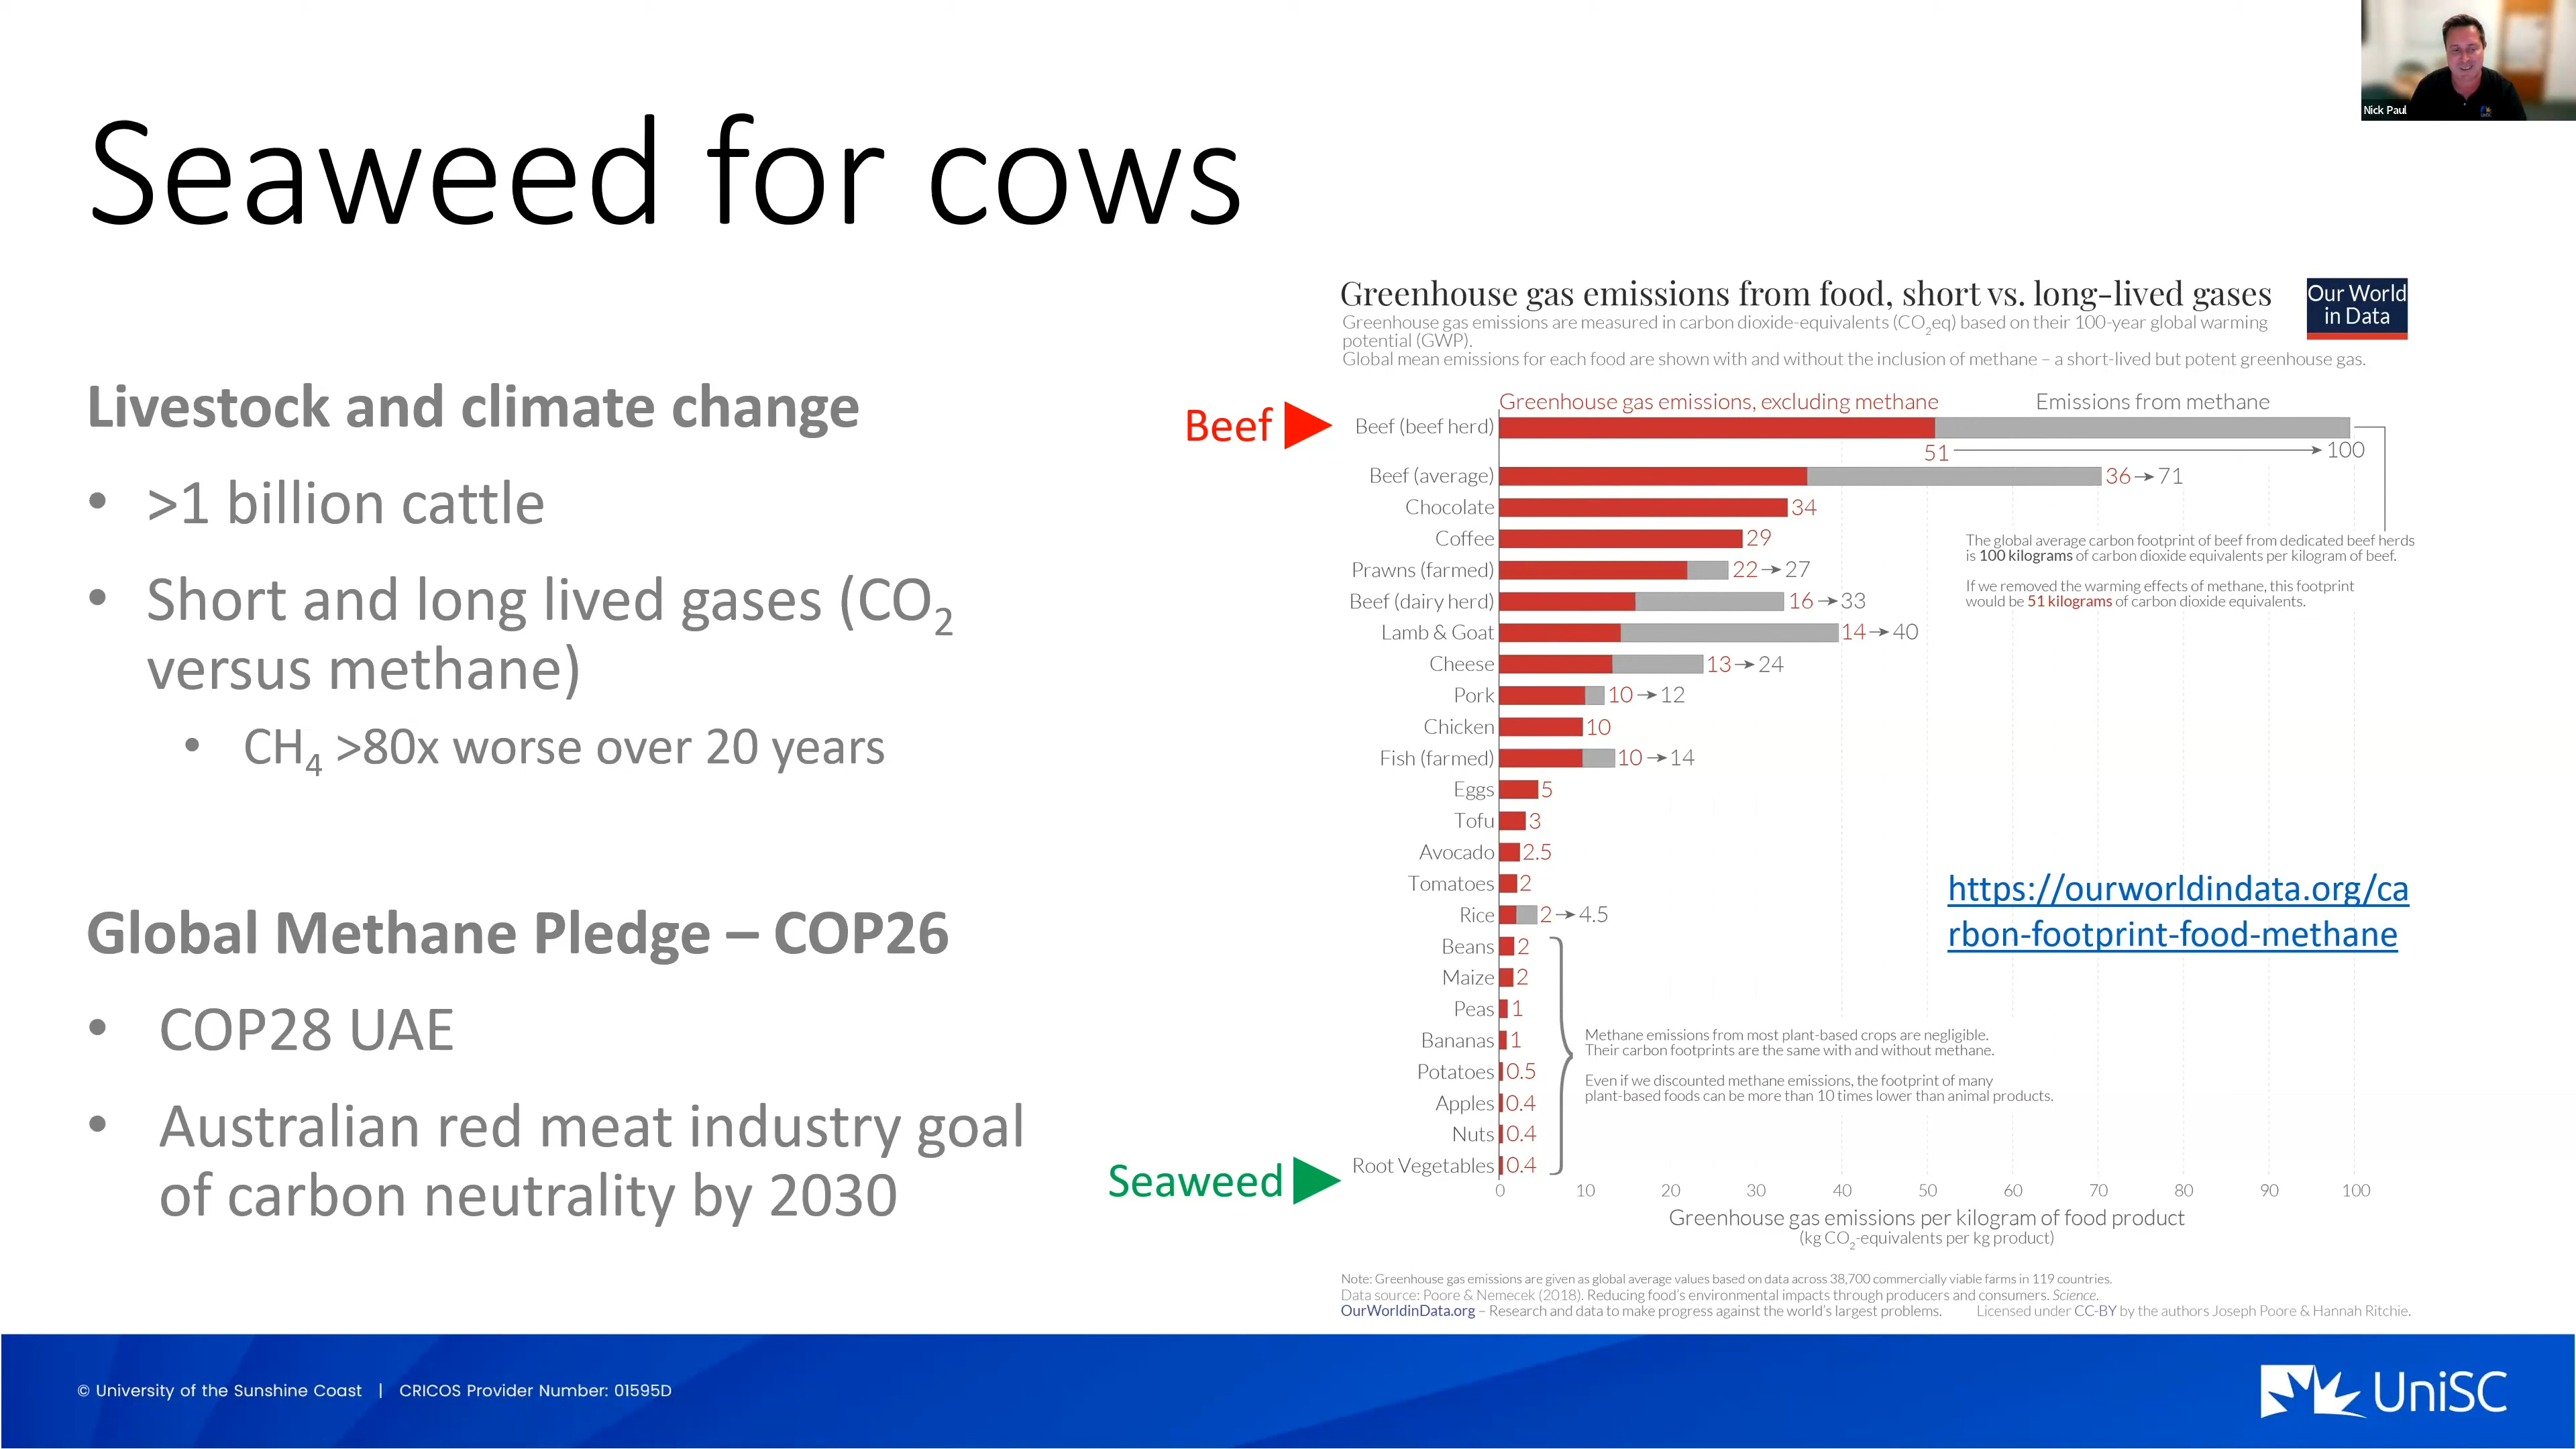 Nick Paul
Seaweed for cows
Livestock and climate change
• >1 billion cattle
• Short and long lived gases (CO2
versus methane)
• CH4 >80x worse over 20 years
Global Methane Pledge – COP26
• COP28 UAE
• Australian red meat industry goal
of carbon neutrality by 2030
Greenhouse gas emissions from food, short vs. long-lived gases
Our World
in Data
Greenhouse gas emissions are measured in carbon dioxide-equivalents (CO2eq) based on their 100-year global warming
potential (GWP).
Global mean emissions for each food are shown with and without the inclusion of methane – a short-lived but potent greenhouse gas.
Greenhouse gas emissions, excluding methane Emissions from methane
Beef
Beef (beef herd)
51 → 100
Beef (average) 36 → 71
Chocolate 34
Coffee 29
Prawns (farmed) 22 → 27
Beef (dairy herd) 16 → 33
Lamb & Goat 14 → 40
Cheese 13 → 24
Pork 10 → 12
Chicken 10
Fish (farmed) 10 → 14
Eggs 5
Tofu 3
Avocado 2.5
Tomatoes 2
Rice 2 → 4.5
Beans 2
Maize 2
Peas 1
Bananas 1
Potatoes 0.5
Apples 0.4
Nuts 0.4
Root Vegetables 0.4
Seaweed
The global average carbon footprint of beef from dedicated beef herds
is 100 kilograms of carbon dioxide equivalents per kilogram of beef.
If we removed the warming effects of methane, this footprint
would be 51 kilograms of carbon dioxide equivalents.
https://ourworldindata.org/ca
rbon-footprint-food-methane
Methane emissions from most plant-based crops are negligible.
Their carbon footprints are the same with and without methane.
Even if we discounted methane emissions, the footprint of many
plant-based foods can be more than 10 times lower than animal products.
0 10 20 30 40 50 60 70 80 90 100
Greenhouse gas emissions per kilogram of food product
(kg CO2-equivalents per kg product)
Note: Greenhouse gas emissions are given as global average values based on data across 38,700 commercially viable farms in 119 countries.
Data source: Poore & Nemecek (2018). Reducing food's environmental impacts through producers and consumers. Science.
OurWorldinData.org – Research and data to make progress against the world's largest problems. Licensed under CC-BY by the authors Joseph Poore & Hannah Ritchie.
© University of the Sunshine Coast | CRICOS Provider Number: 01595D
UniSC